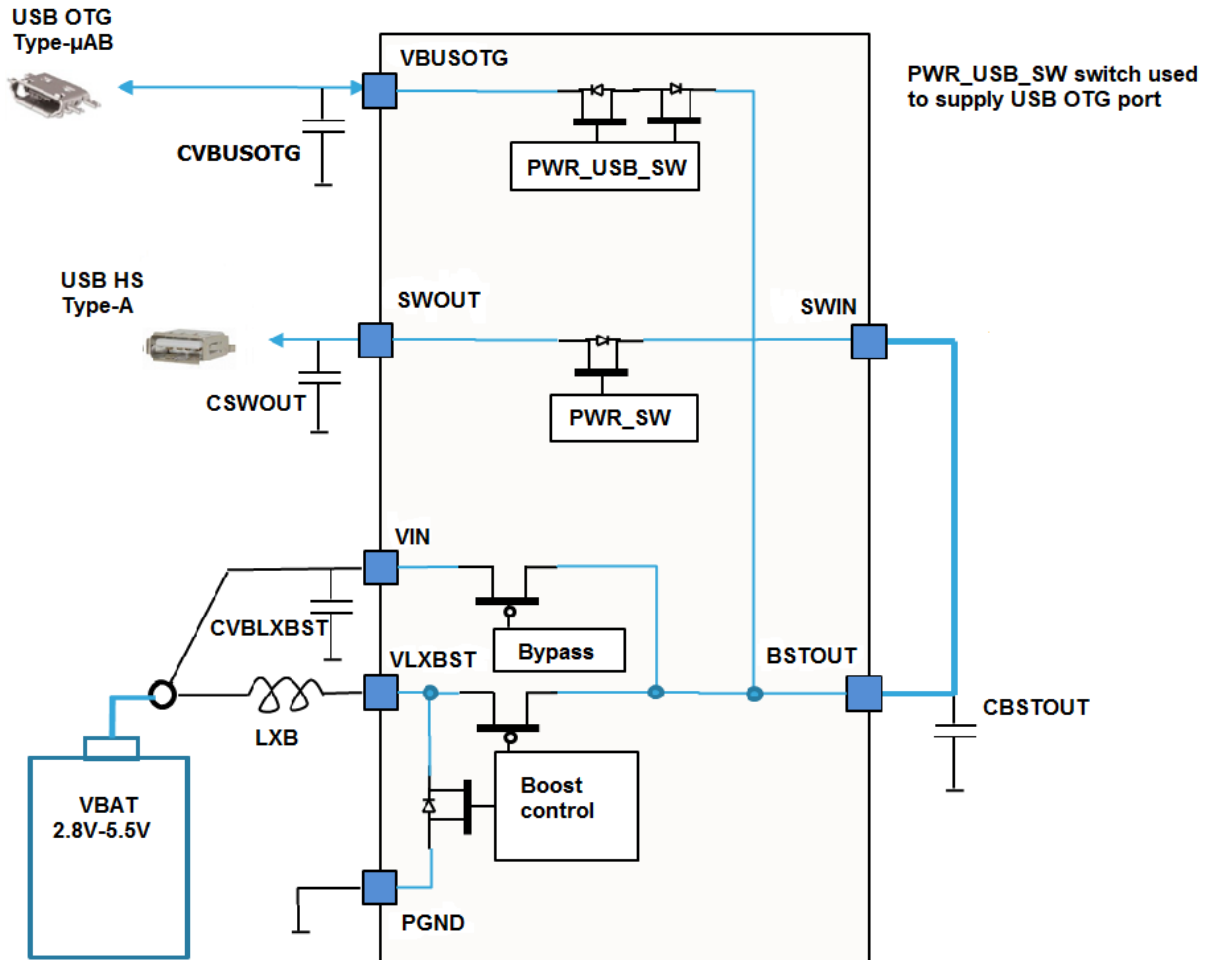 USB OTG
Type-µAB
VBUSOTG
PWR_USB_SW switch used
to supply USB OTG port
CVBUSOTG
PWR_USB_SW
USB HS
Type-A
SWOUT
SWIN
CSWOUT
PWR_SW
VIN
CVBLXBST
Bypass
VLXBST
BSTOUT
LXB
CBSTOUT
Boost
control
VBAT
2.8V-5.5V
PGND